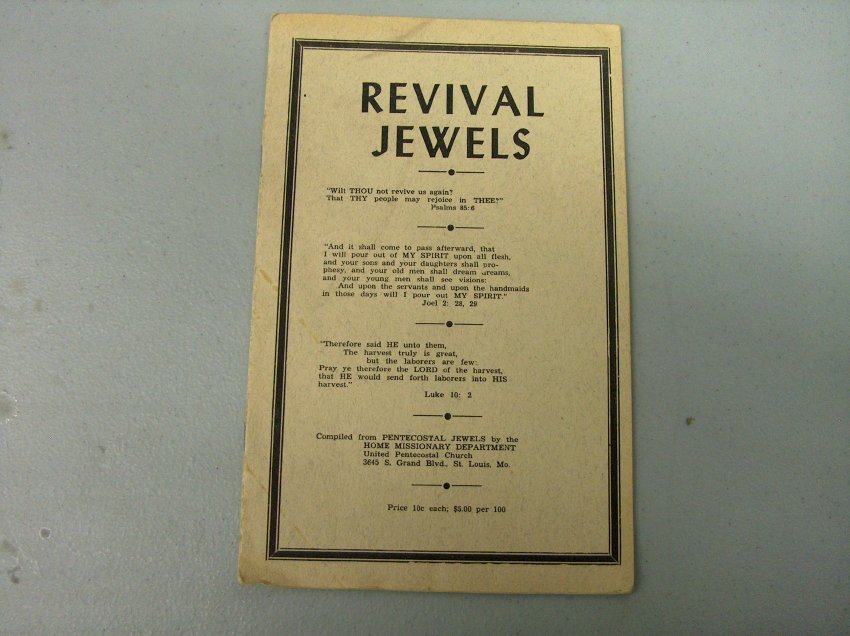 REVIVAL
JEWELS
"Wilt THOU not revive us again?
That THY people may rejoice in THEE?"
Psalms 85:6
"And it shall come to pass afterward, that
I will pour out of MY SPIRIT upon all flesh,
and your sons and your daughters shall pro-
phesy, and your old men shall dream dreams,
and your young men shall see visions:
And upon the servants and upon the handmaids
in those days will I pour out MY SPIRIT."
Joel 2: 28, 29
"Therefore said HE unto them,
The harvest truly is great,
but the laborers are few:
Pray ye therefore the LORD of the harvest,
that HE would send forth laborers into HIS
harvest."
Luke 10: 2
Compiled from PENTECOSTAL JEWELS by the
HOME MISSIONARY DEPARTMENT
United Pentecostal Church
3645 S. Grand Blvd., St. Louis, Mo.
Price 10c each; $5.00 per 100